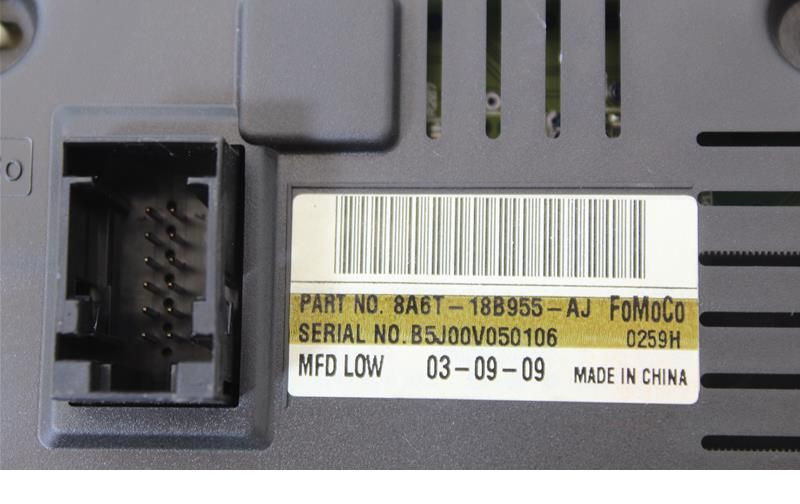 PART NO. 8A6T-18B955-AJ FoMoCo
SERIAL NO.B5J00V050106 0259H
MFD LOW 03-09-09 MADE IN CHINA